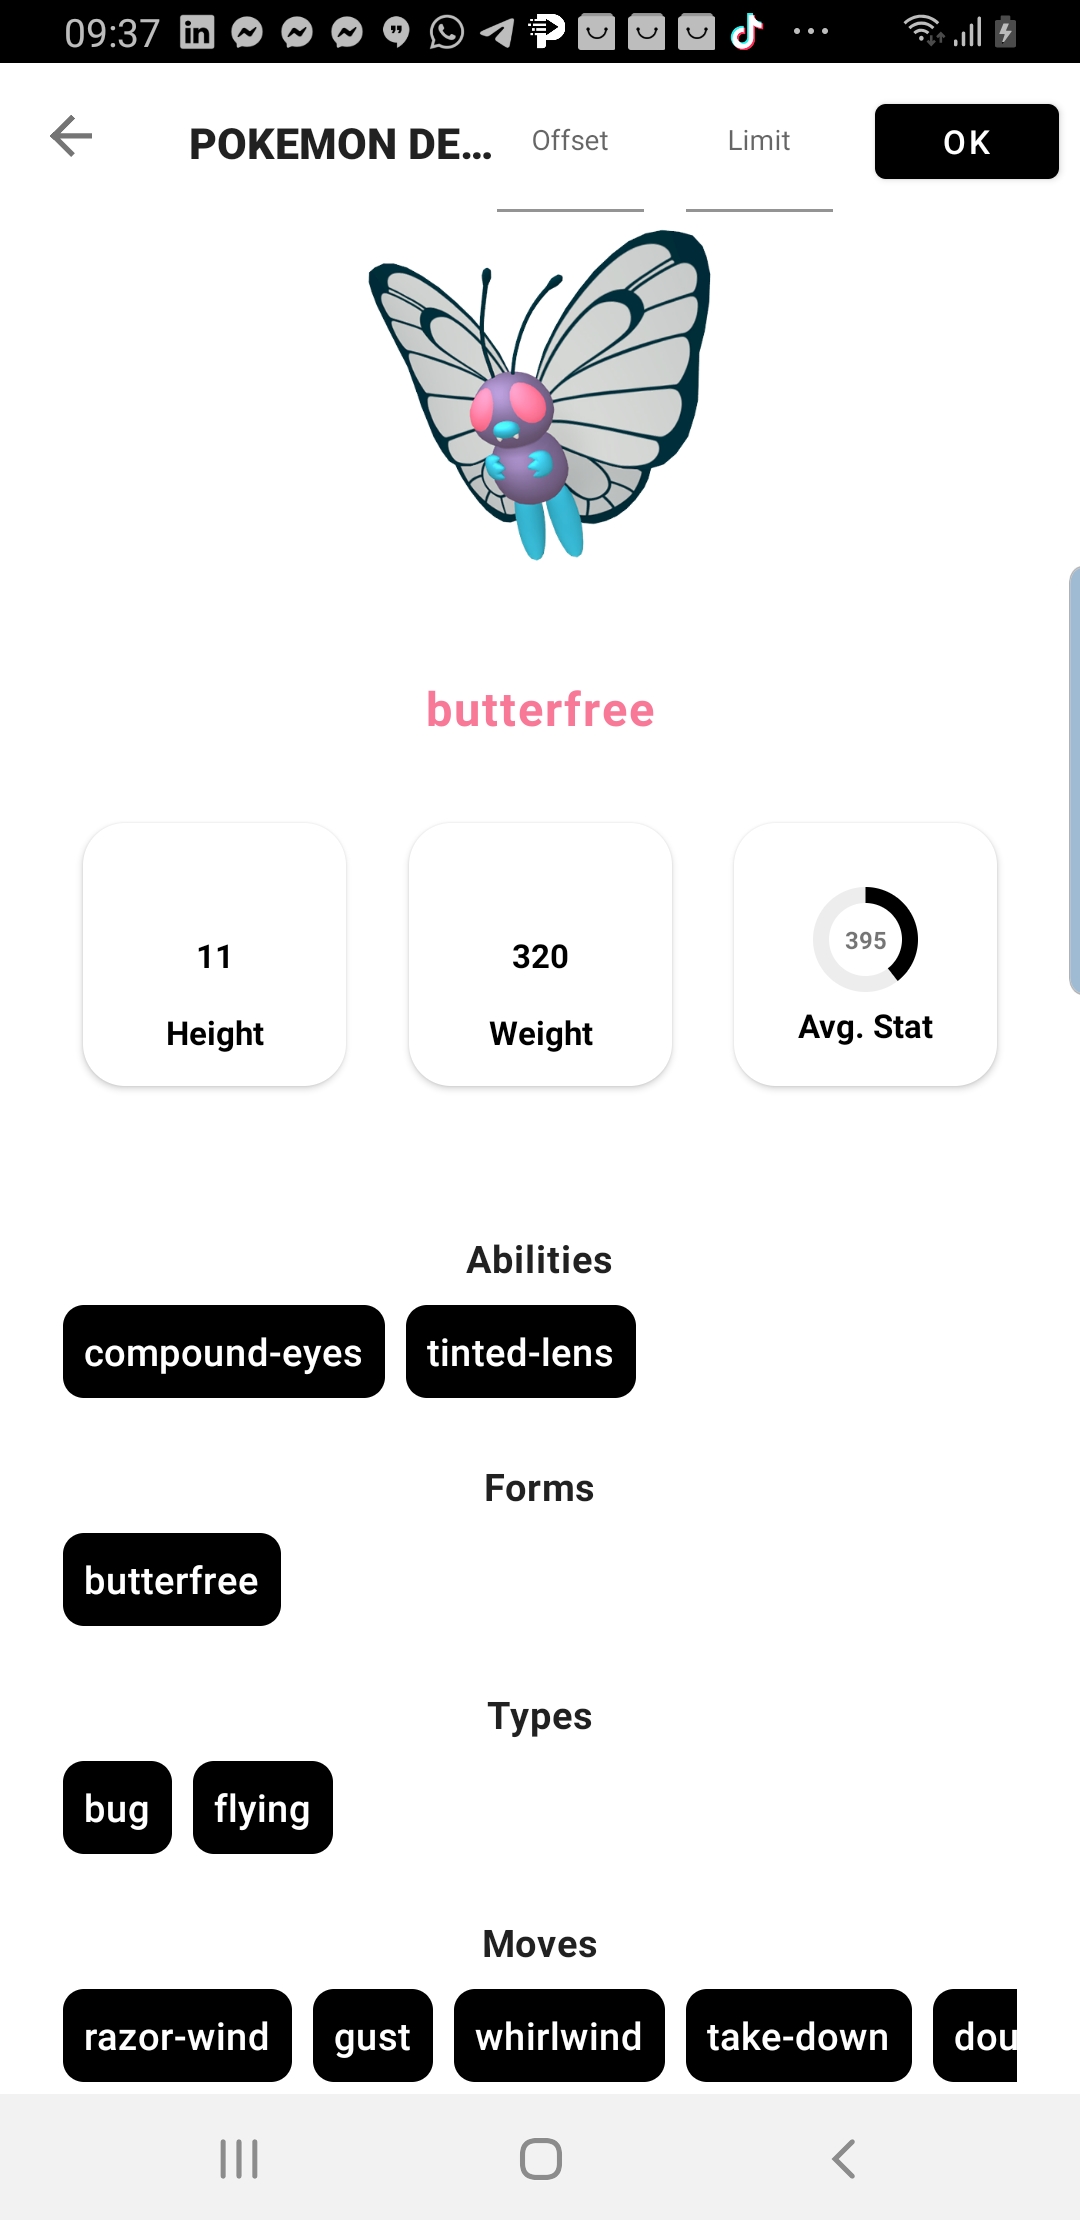 09:37
POKEMON DE... Offset Limit OK
butterfree
11 320 395
Height Weight Avg. Stat
Abilities
compound-eyes tinted-lens
Forms
butterfree
Types
bug flying
Moves
razor-wind gust whirlwind take-down dou